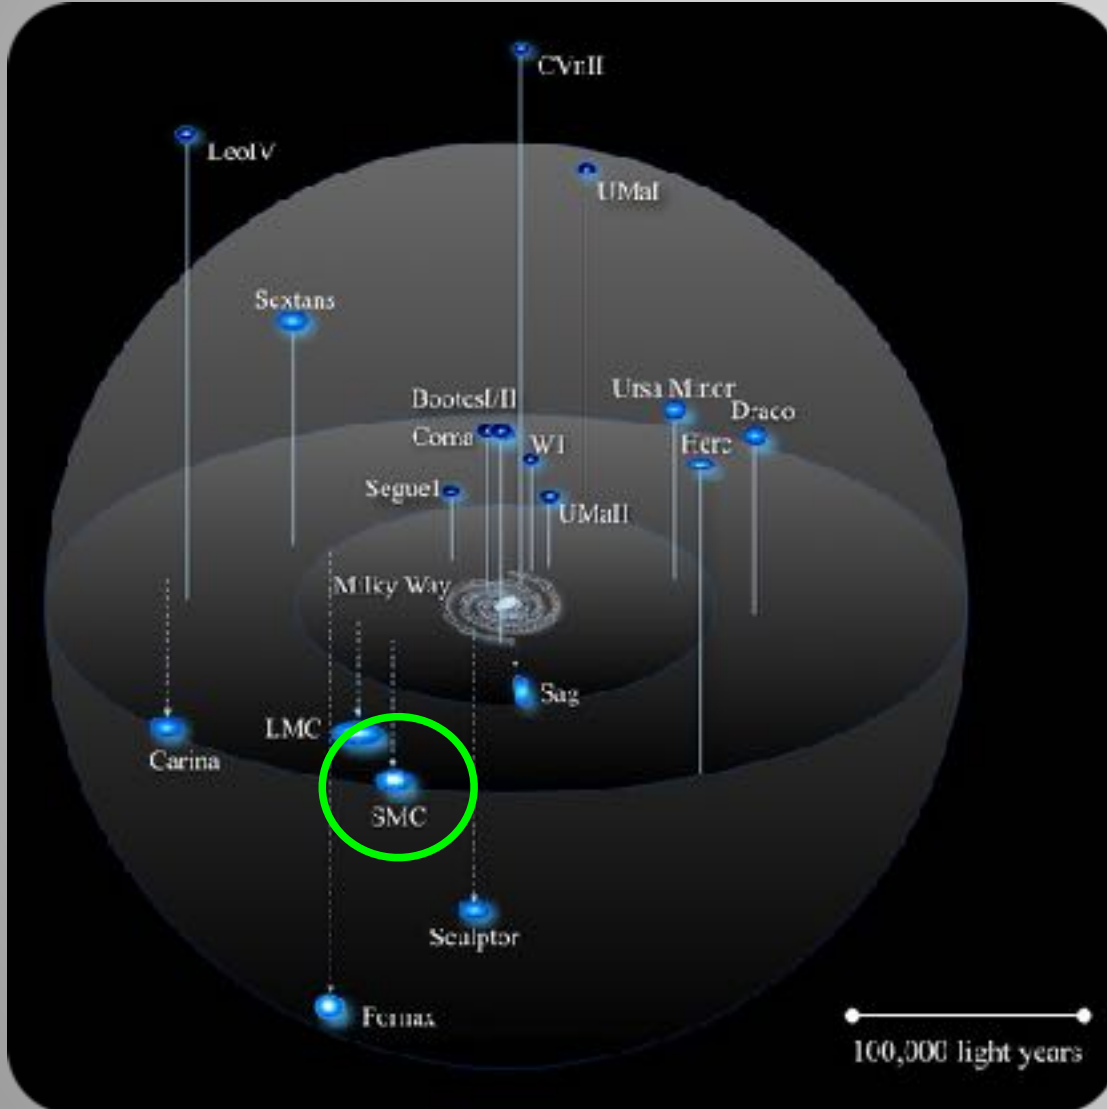 CVnII
LeoIV
UMaI
Sextans
Ursa Minor
BootesI/II
Draco
Coma
W1
Herc
Segue1
UMaII
Milky Way
Sag
LMC
Carina
SMC
Sculptor
Fornax
100,000 light years